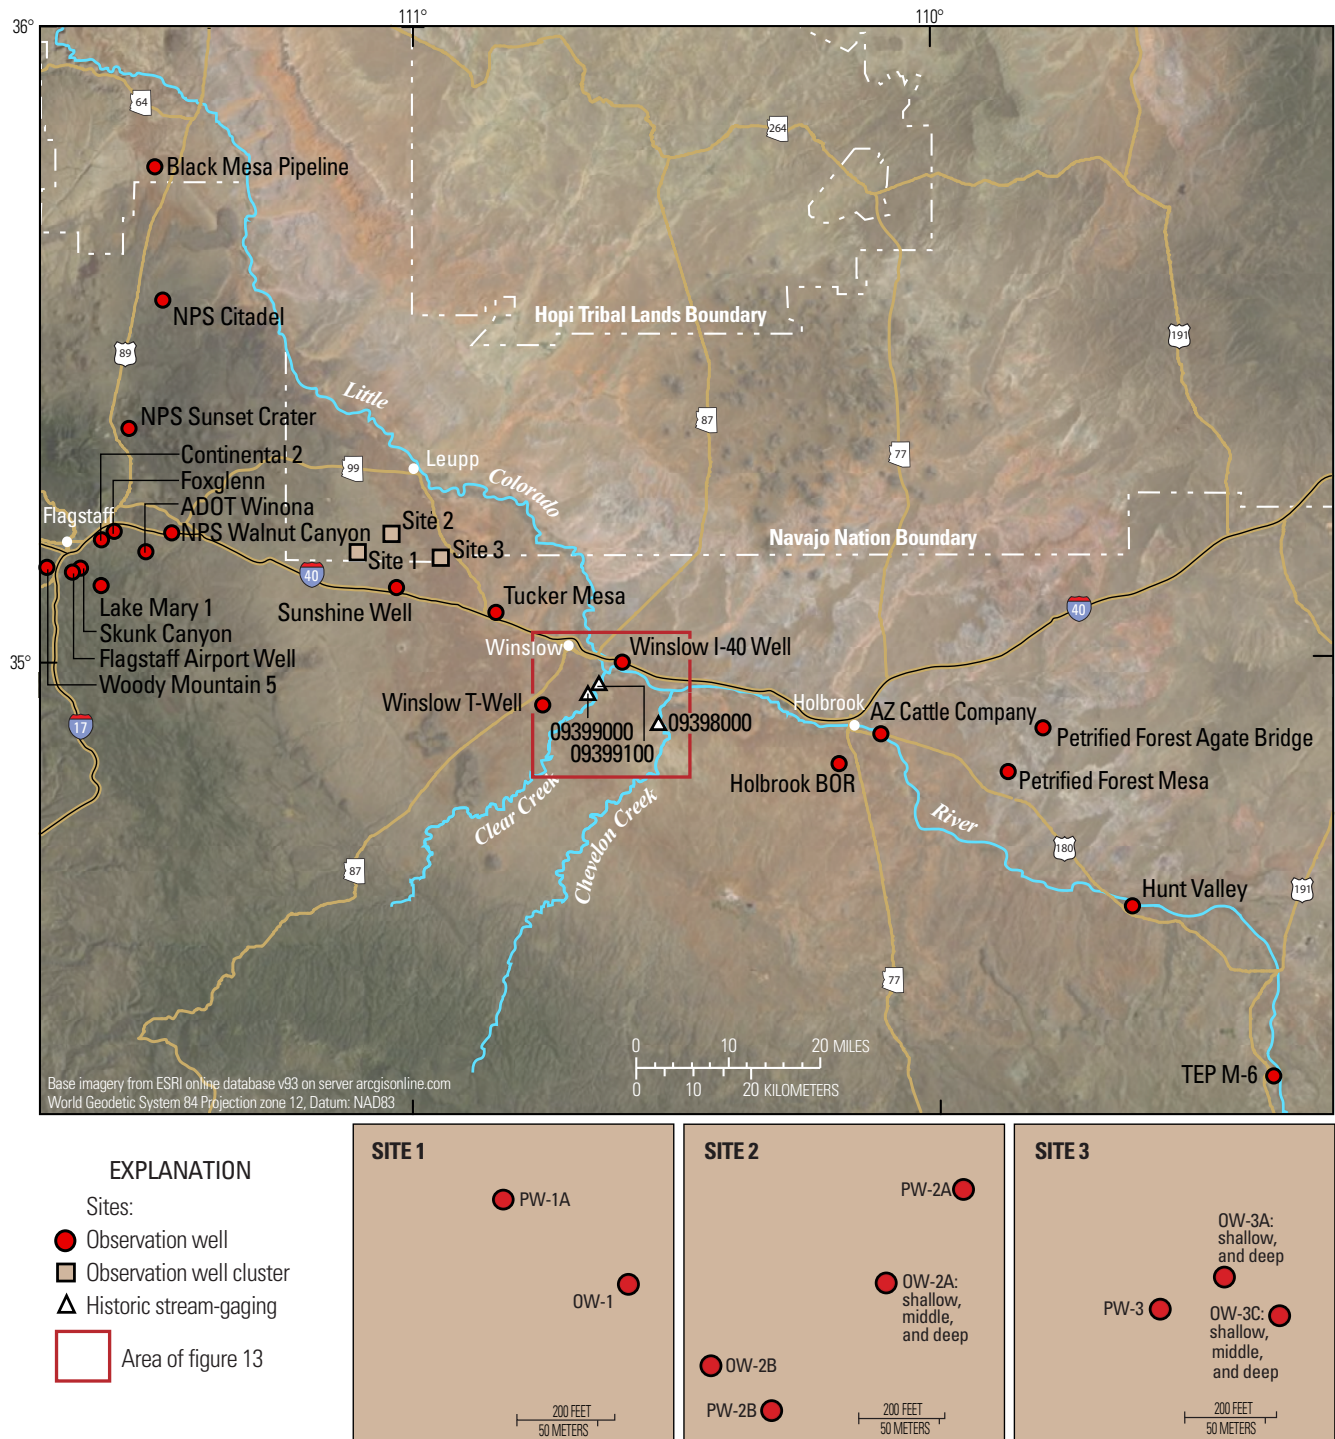 111°
110°
36°
64
264
Black Mesa Pipeline
NPS Citadel
Hopi Tribal Lands Boundary
191
89
Little
NPS Sunset Crater
87
Continental 2
77
Leupp
99
Foxglenn
Colorado
ADOT Winona
Flagstaff
NPS Walnut Canyon
Site 2
Navajo Nation Boundary
Site 1
Site 3
40
Sunshine Well
Tucker Mesa
40
Lake Mary 1
Skunk Canyon
Winslow
Winslow I-40 Well
35°
Flagstaff Airport Well
Woody Mountain 5
Winslow T-Well
Holbrook
AZ Cattle Company
17
09399000
09398000
09399100
Petrified Forest Agate Bridge
Holbrook BOR
Petrified Forest Mesa
Clear Creek
Chevelon Creek
River
180
87
Hunt Valley
191
77
0 10 20 MILES
0 10 20 KILOMETERS
TEP M-6
Base imagery from ESRI online database v93 on server arcgisonline.com
World Geodetic System 84 Projection zone 12, Datum: NAD83
EXPLANATION
Sites:
Observation well
Observation well cluster
Historic stream-gaging
Area of figure 13
SITE 1
PW-1A
OW-1
200 FEET
50 METERS
SITE 2
PW-2A
OW-2A:
shallow,
middle,
and deep
OW-2B
PW-2B
200 FEET
50 METERS
SITE 3
OW-3A:
shallow,
and deep
PW-3
OW-3C:
shallow,
middle,
and deep
200 FEET
50 METERS